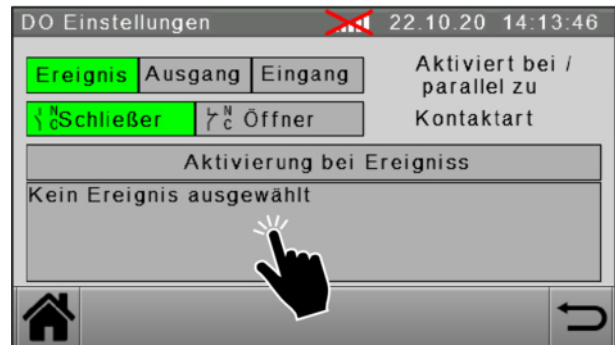 DO Einstellungen 22.10.20 14:13:46
Ereignis Ausgang Eingang Aktiviert bei /
parallel zu
N C Schließer N C Öffner Kontaktart
Aktivierung bei Ereigniss
Kein Ereignis ausgewählt